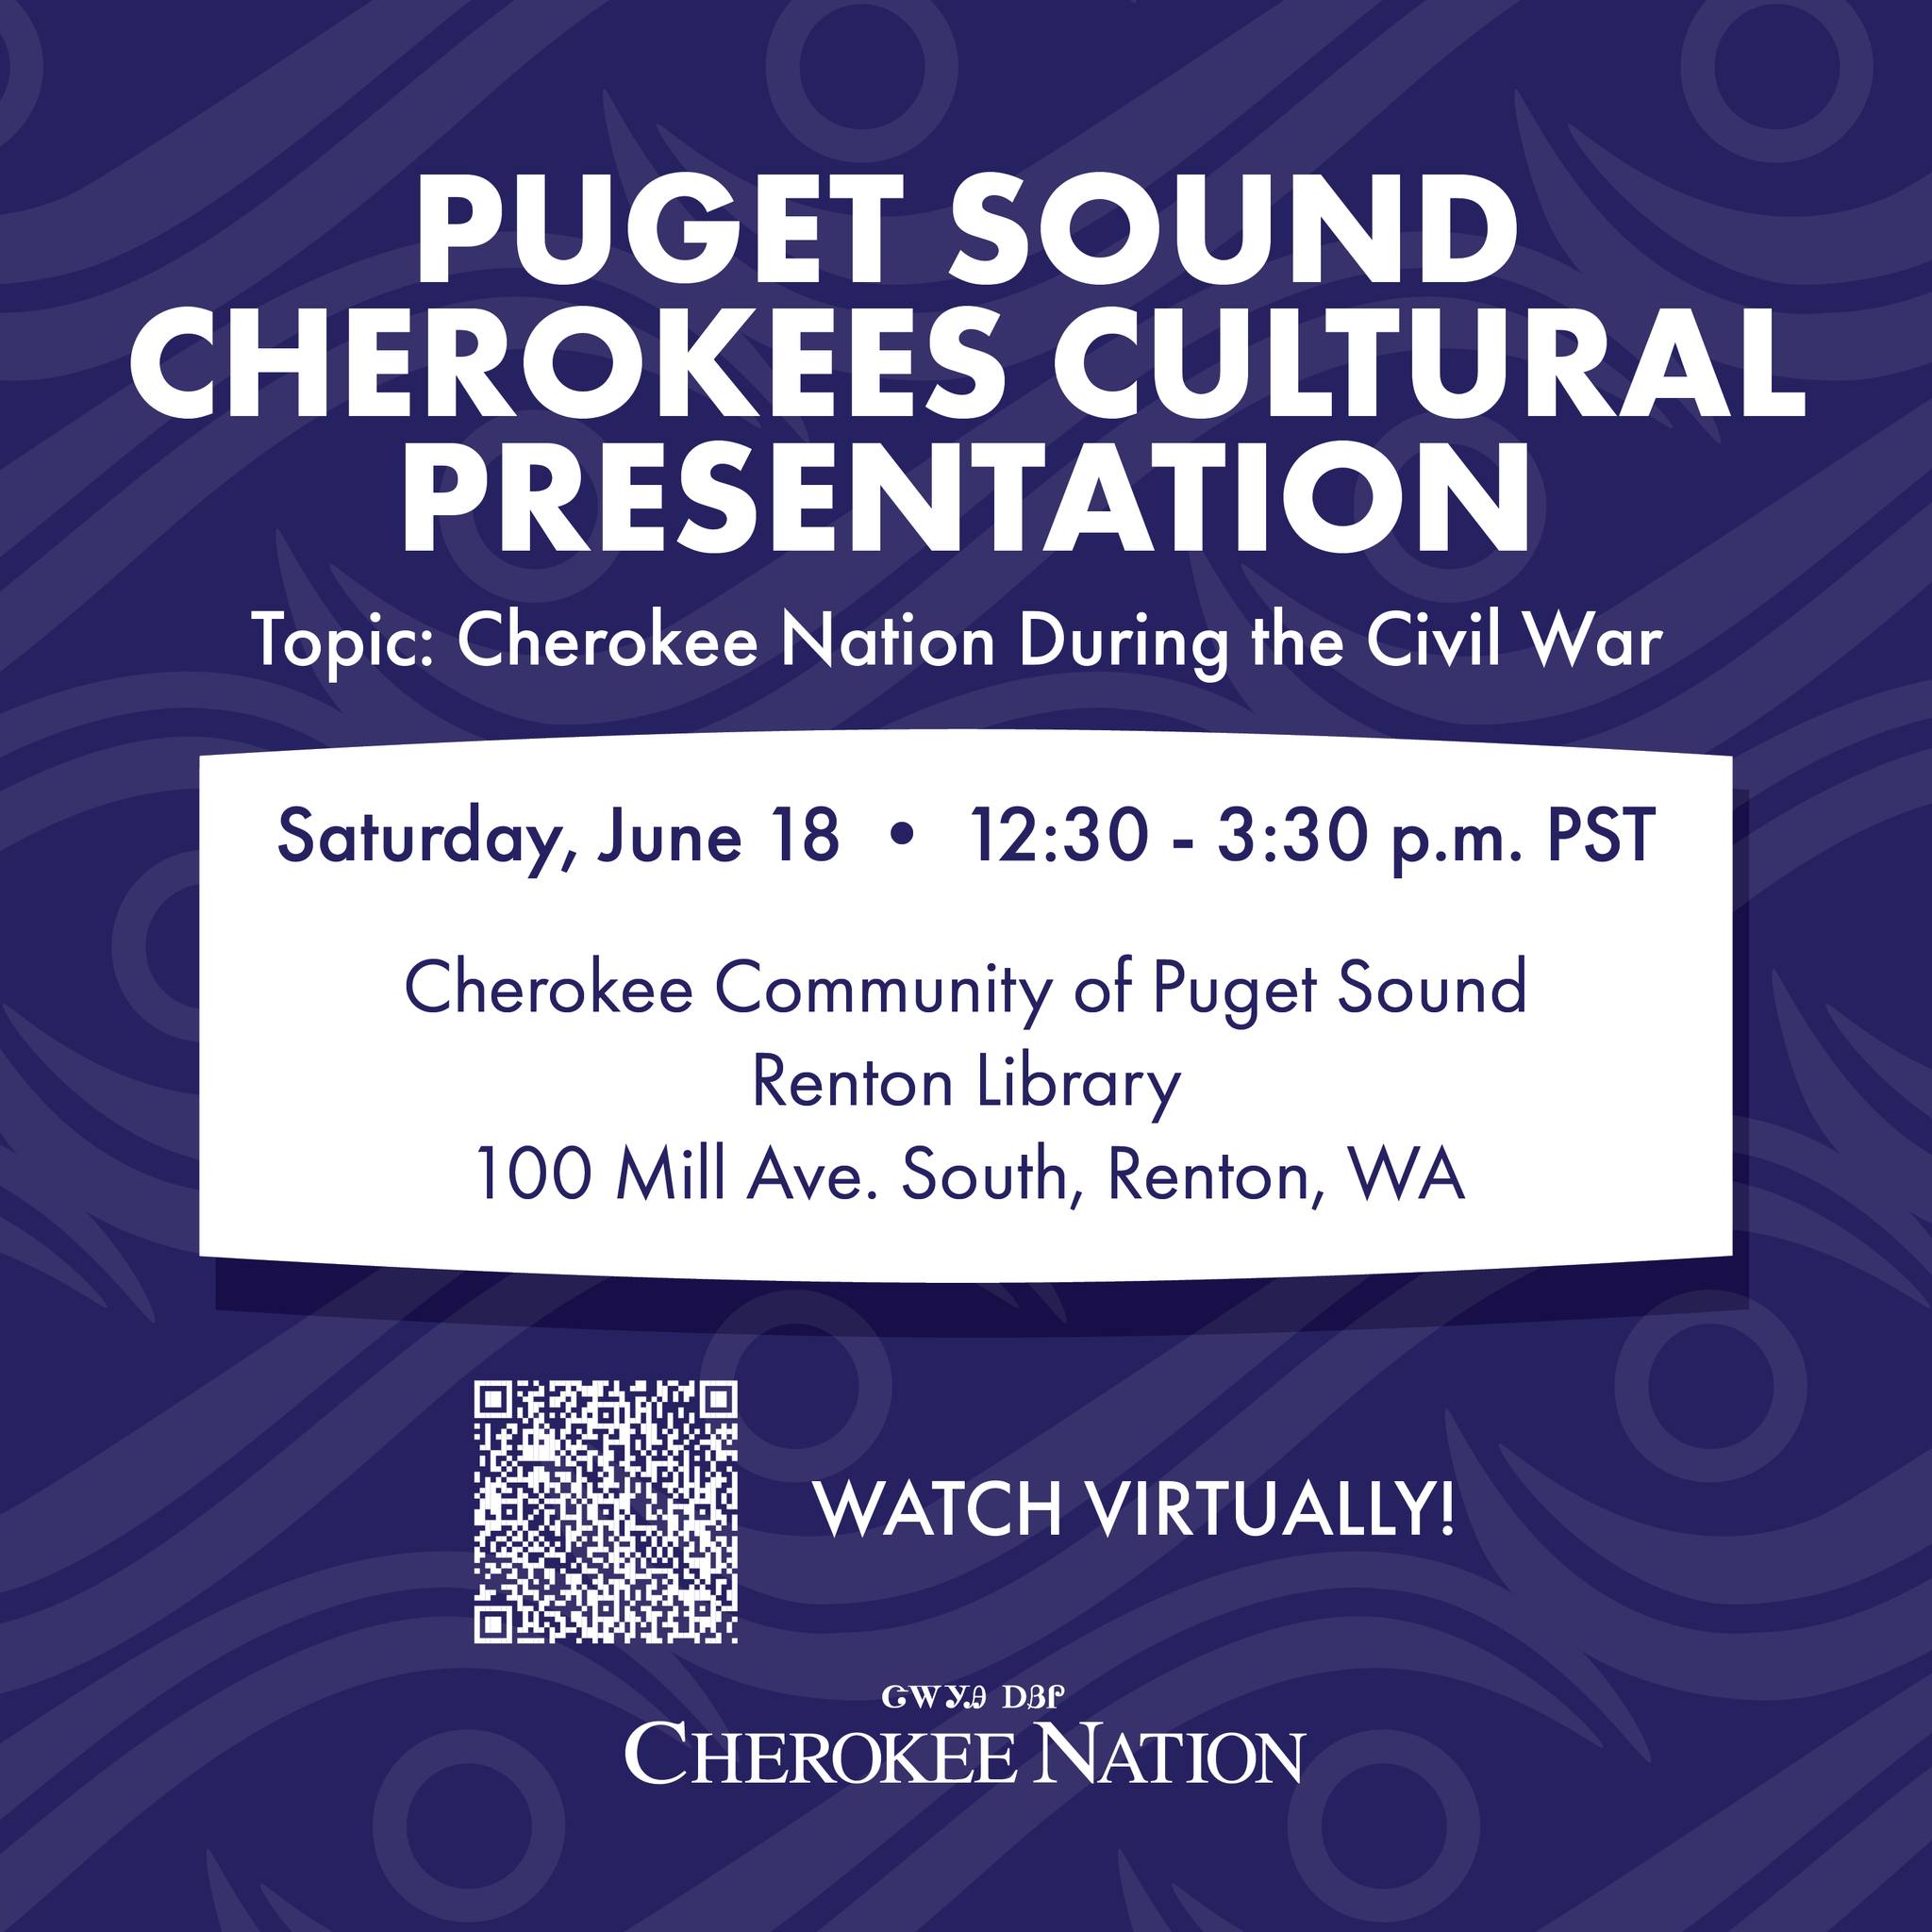 PUGET SOUND
CHEROKEES CULTURAL
PRESENTATION
Topic: Cherokee Nation During the Civil War
Saturday, June 18 • 12:30 - 3:30 p.m. PST
Cherokee Community of Puget Sound
Renton Library
100 Mill Ave. South, Renton, WA
WATCH VIRTUALLY!
ᏣᎳᎩᎯ ᎠᏰᎵ
CHEROKEE NATION